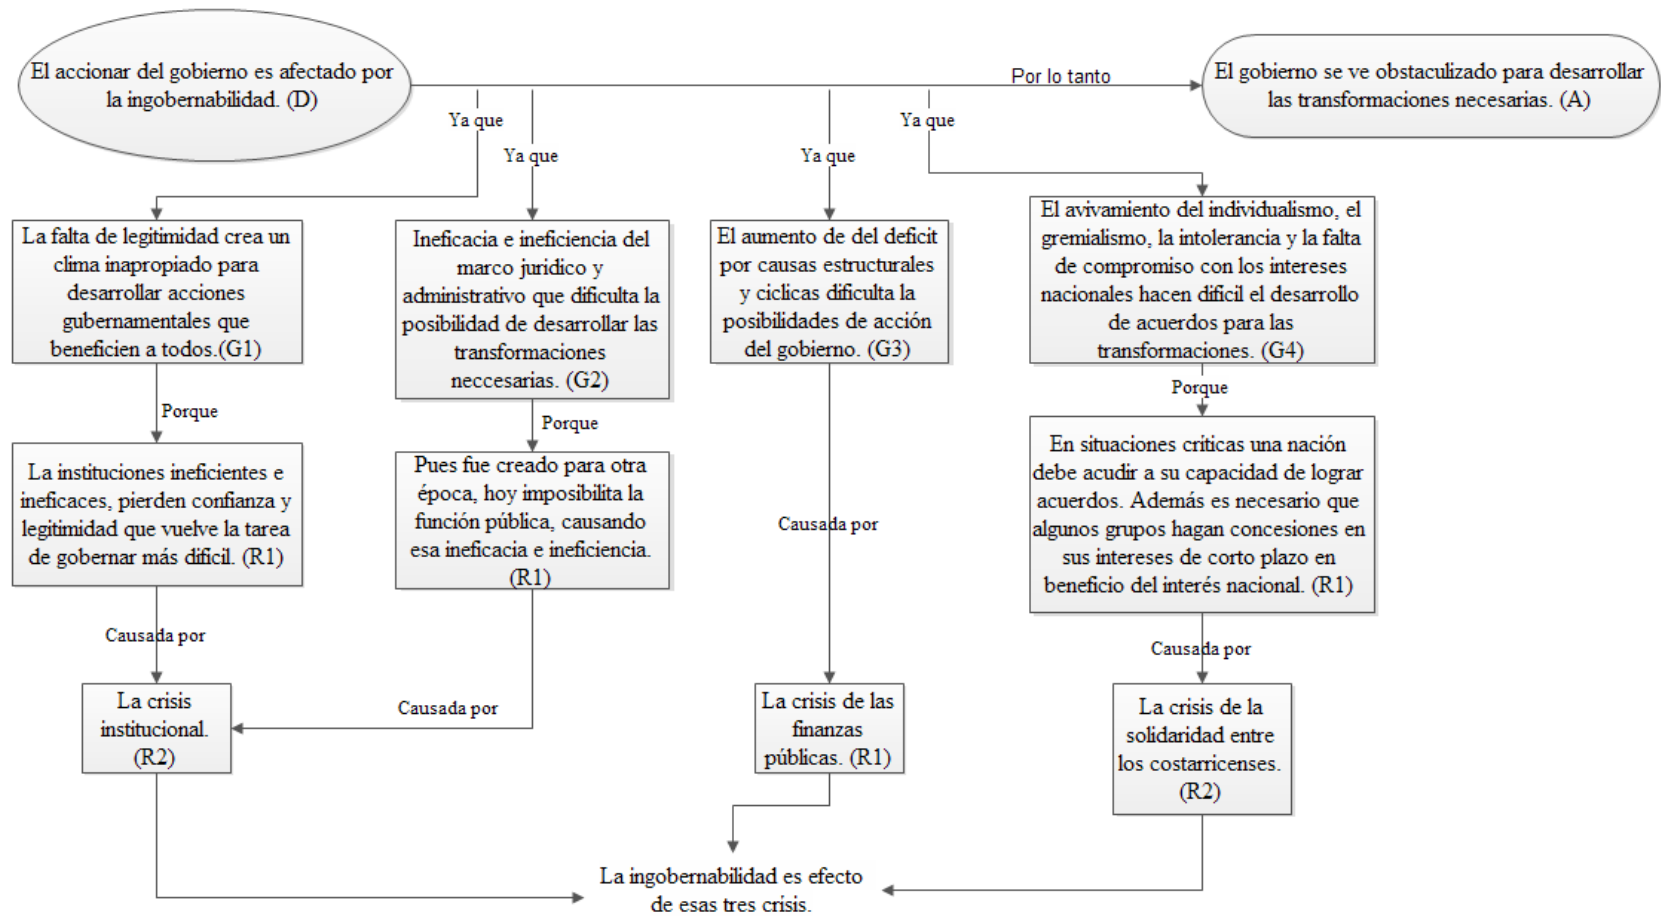 El accionar del gobierno es afectado por
la ingobernabilidad. (D)
Por lo tanto
El gobierno se ve obstaculizado para desarrollar
las transformaciones necesarias. (A)
Ya que
Ya que
Ya que
Ya que
La falta de legitimidad crea un
clima inapropiado para
desarrollar acciones
gubernamentales que
beneficien a todos.(G1)
Ineficacia e ineficiencia del
marco juridico y
administrativo que dificulta la
posibilidad de desarrollar las
transformaciones
neccesarias. (G2)
El aumento de del deficit
por causas estructurales
y ciclicas dificulta la
posibilidades de acción
del gobierno. (G3)
El avivamiento del individualismo, el
gremialismo, la intolerancia y la falta
de compromiso con los intereses
nacionales hacen dificil el desarrollo
de acuerdos para las
transformaciones. (G4)
Porque
Porque
Causada por
Porque
La instituciones ineficientes e
ineficaces, pierden confianza y
legitimidad que vuelve la tarea
de gobernar más dificil. (R1)
Pues fue creado para otra
época, hoy imposibilita la
función pública, causando
esa ineficacia e ineficiencia.
(R1)
En situaciones criticas una nación
debe acudir a su capacidad de lograr
acuerdos. Además es necesario que
algunos grupos hagan concesiones en
sus intereses de corto plazo en
beneficio del interés nacional. (R1)
Causada por
Causada por
Causada por
La crisis
institucional.
(R2)
La crisis de las
finanzas
públicas. (R1)
La crisis de la
solidaridad entre
los costarricenses.
(R2)
La ingobernabilidad es efecto
de esas tres crisis.